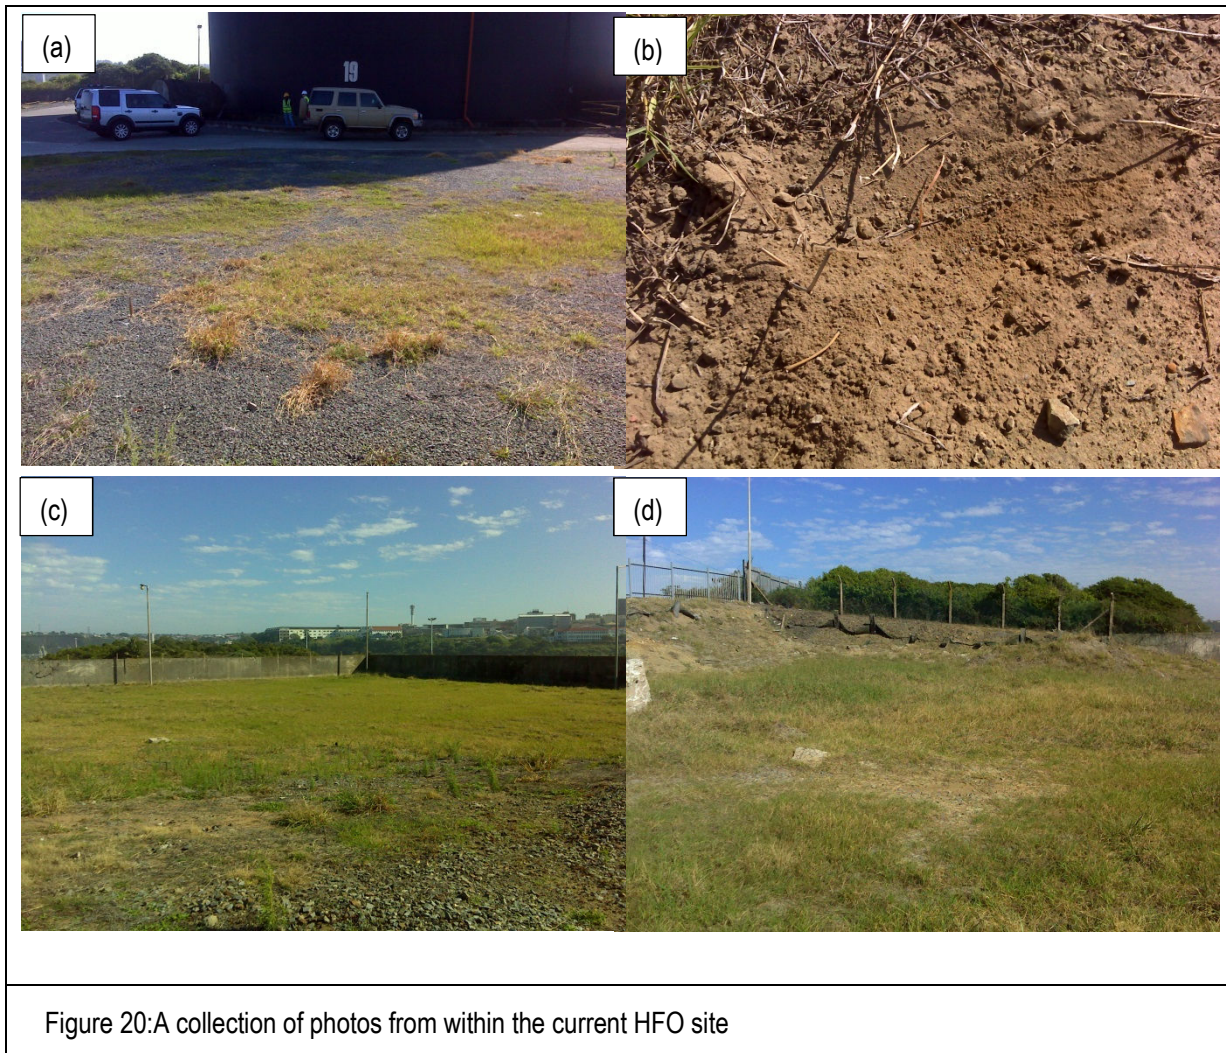 (a)
(b)
19
(c)
(d)
Figure 20:A collection of photos from within the current HFO site